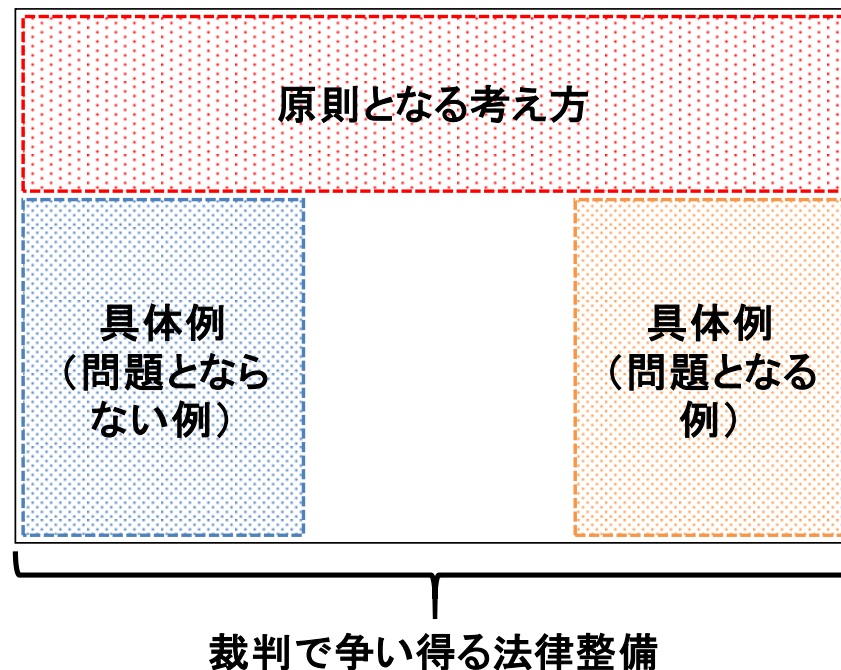 原則となる考え方
具体例
（問題となら
ない例）
具体例
（問題となる
例）
裁判で争い得る法律整備